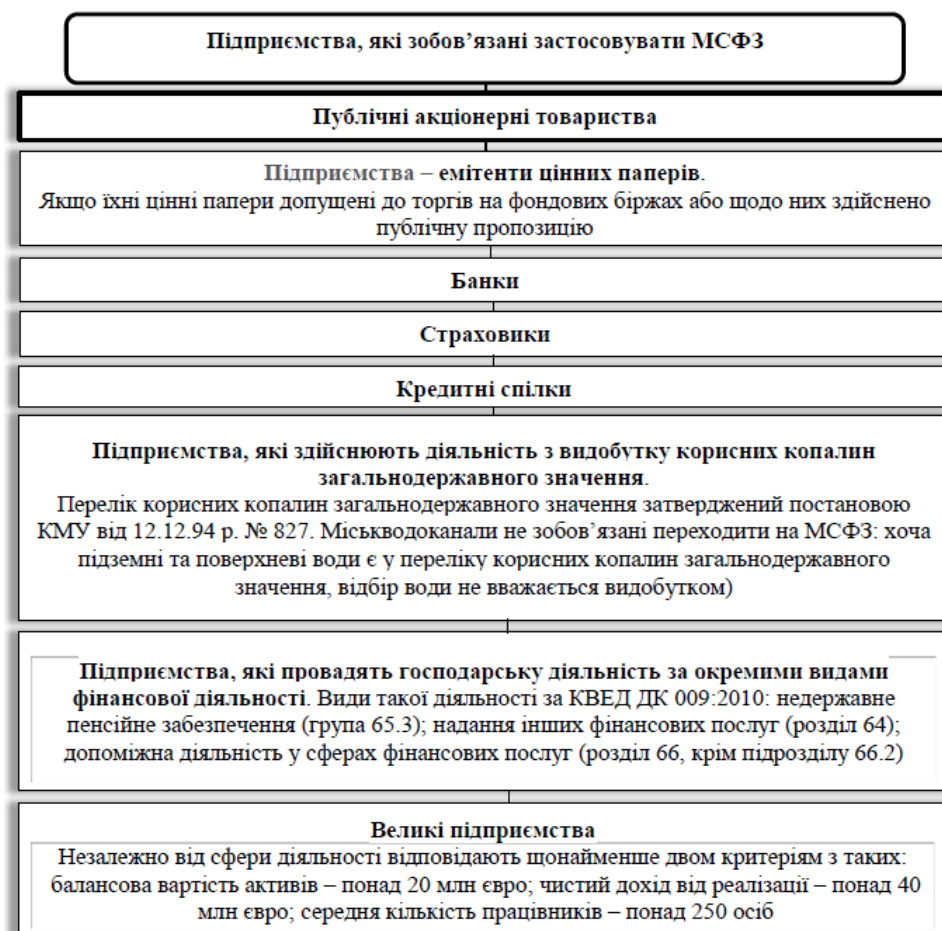 Підприємства, які зобов’язані застосовувати МСФЗ
Публічні акціонерні товариства
Підприємства – емітенти цінних паперів.
Якщо їхні цінні папери допущені до торгів на фондових біржах або щодо них здійснено
публічну пропозицію
Банки
Страховики
Кредитні спілки
Підприємства, які здійснюють діяльність з видобутку корисних копалин
загальнодержавного значення.
Перелік корисних копалин загальнодержавного значення затверджений постановою
КМУ від 12.12.94 р. № 827. Міськводоканали не зобов’язані переходити на МСФЗ: хоча
підземні та поверхневі води є у переліку корисних копалин загальнодержавного
значення, відбір води не вважається видобутком)
Підприємства, які провадять господарську діяльність за окремими видами
фінансової діяльності. Види такої діяльності за КВЕД ДК 009:2010: недержавне
пенсійне забезпечення (група 65.3); надання інших фінансових послуг (розділ 64);
допоміжна діяльність у сферах фінансових послуг (розділ 66, крім підрозділу 66.2)
Великі підприємства
Незалежно від сфери діяльності відповідають щонайменше двом критеріям з таких:
балансова вартість активів – понад 20 млн євро; чистий дохід від реалізації – понад 40
млн євро; середня кількість працівників – понад 250 осіб